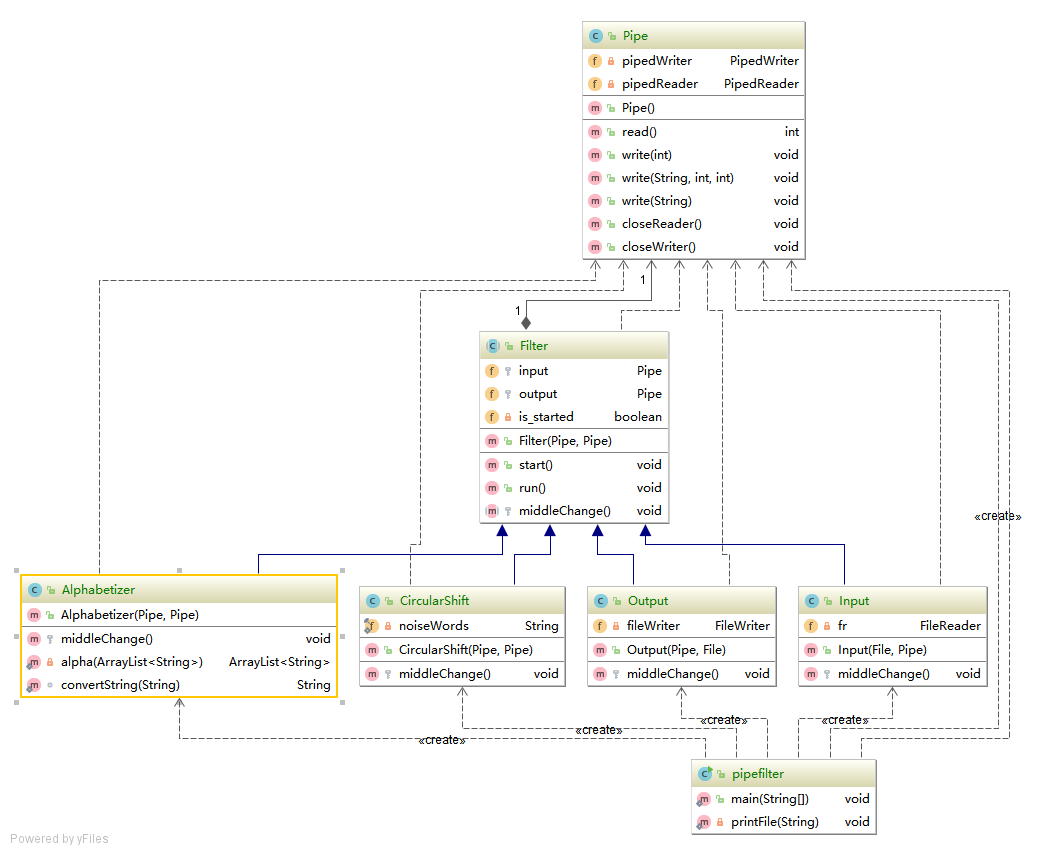 Pipe
pipedWriter PipedWriter
pipedReader PipedReader
Pipe()
read() int
write(int) void
write(String, int, int) void
write(String) void
closeReader() void
closeWriter() void
1
1
Filter
input Pipe
output Pipe
is_started boolean
Filter(Pipe, Pipe)
start() void
run() void
middleChange() void
«create»
Alphabetizer
Alphabetizer(Pipe, Pipe)
middleChange() void
alpha(ArrayList<String>) ArrayList<String>
convertString(String) String
CircularShift
noiseWords String
CircularShift(Pipe, Pipe)
middleChange() void
Output
fileWriter FileWriter
Output(Pipe, File)
middleChange() void
Input
fr FileReader
Input(File, Pipe)
middleChange() void
«create»
«create»
«create»
«create»
pipefilter
main(String[]) void
printFile(String) void
Powered by yFiles